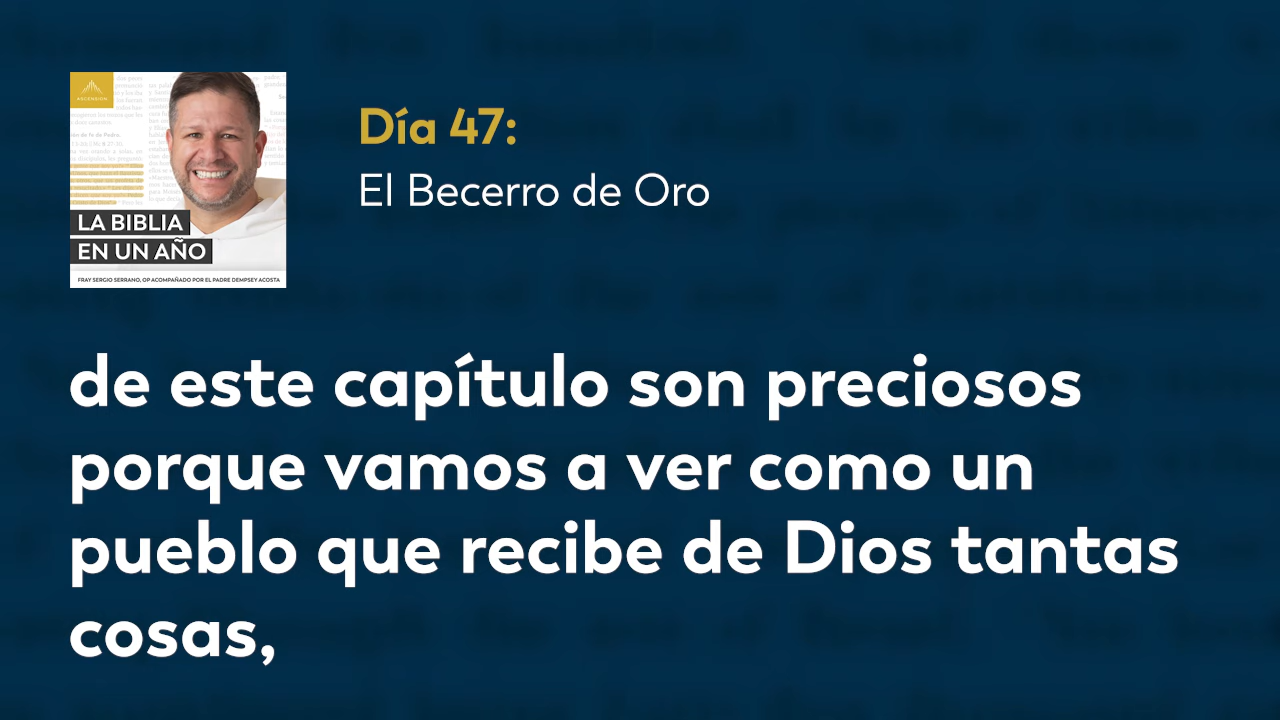 ASCENSION
LA BIBLIA
EN UN AÑO
FRAY SERGIO SERRANO, OP ACOMPAÑADO POR EL PADRE DEMPSEY ACOSTA
Día 47:
El Becerro de Oro
de este capítulo son preciosos
porque vamos a ver como un
pueblo que recibe de Dios tantas
cosas,